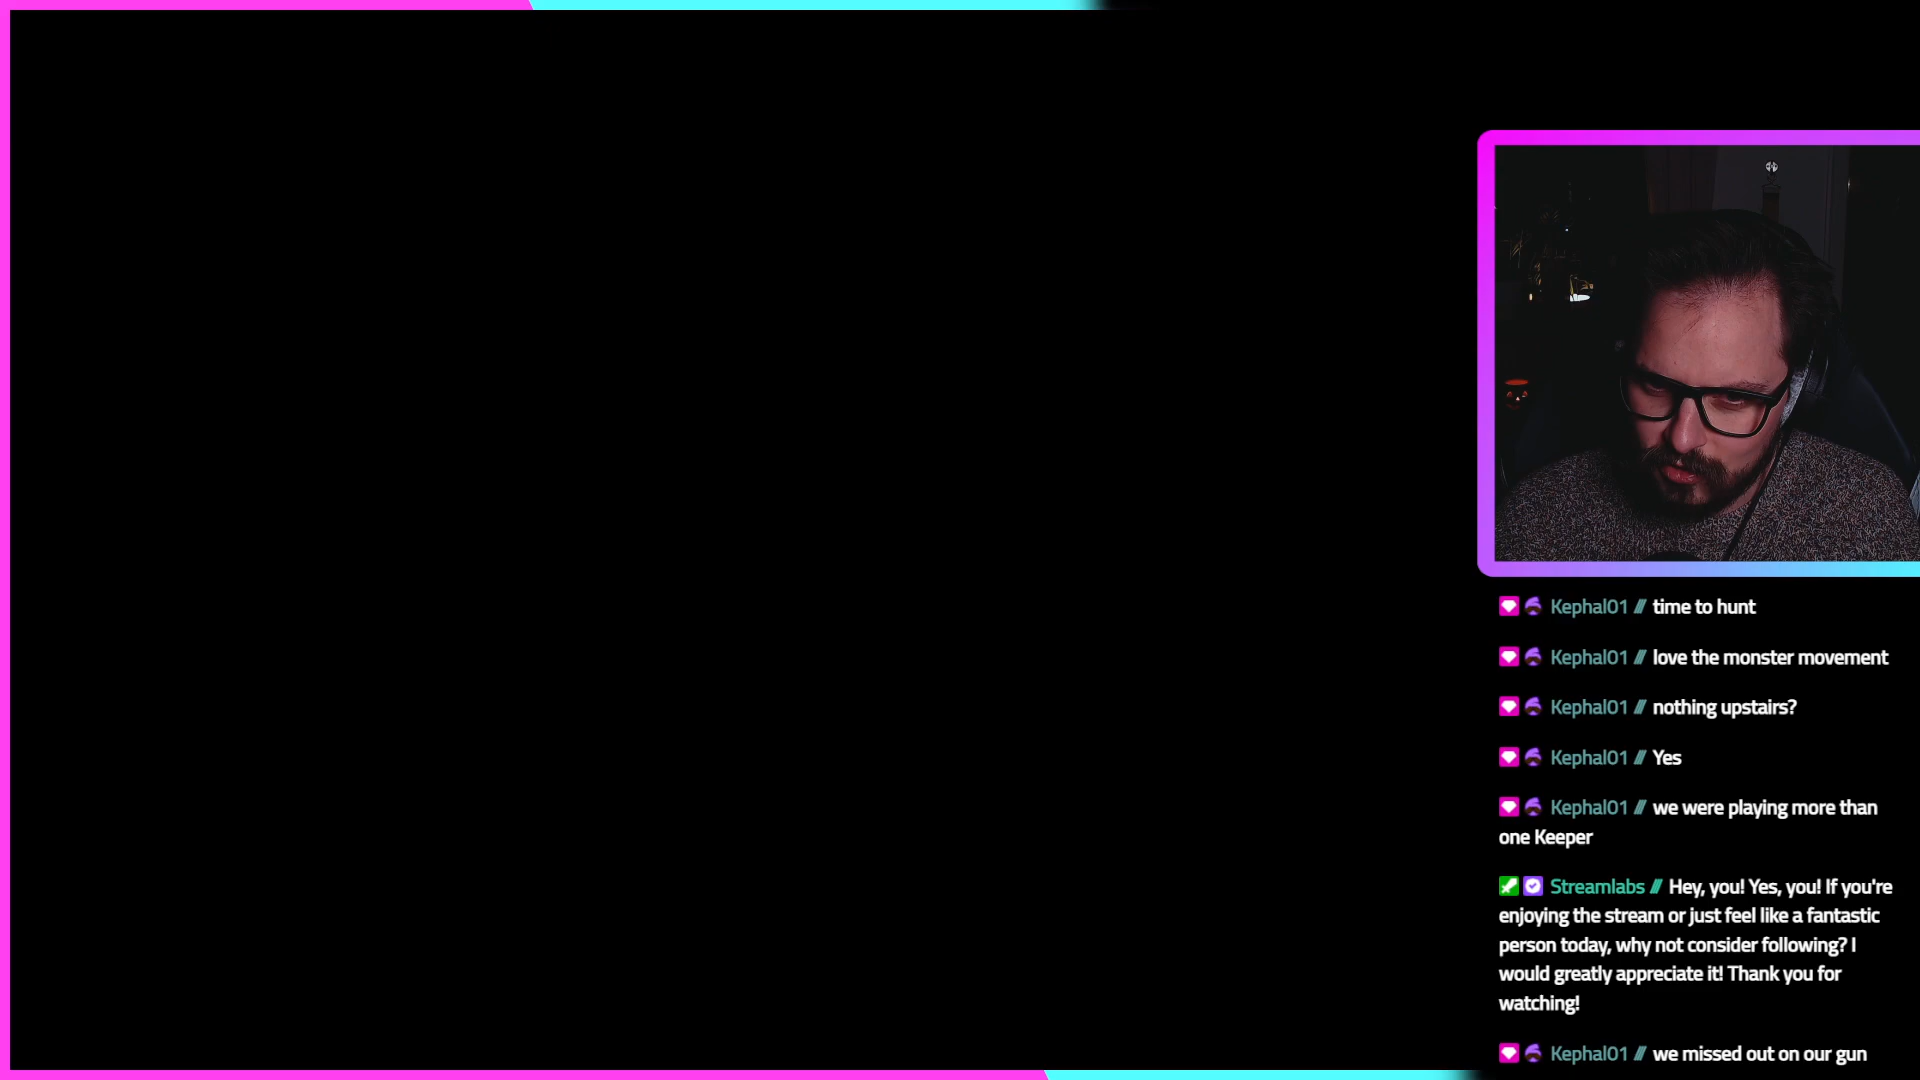 Kephal01 /// time to hunt
Kephal01 /// love the monster movement
Kephal01 /// nothing upstairs?
Kephal01 /// Yes
Kephal01 /// we were playing more than
one Keeper
Streamlabs /// Hey, you! Yes, you! If you're
enjoying the stream or just feel like a fantastic
person today, why not consider following? I
would greatly appreciate it! Thank you for
watching!
Kephal01 /// we missed out on our gun